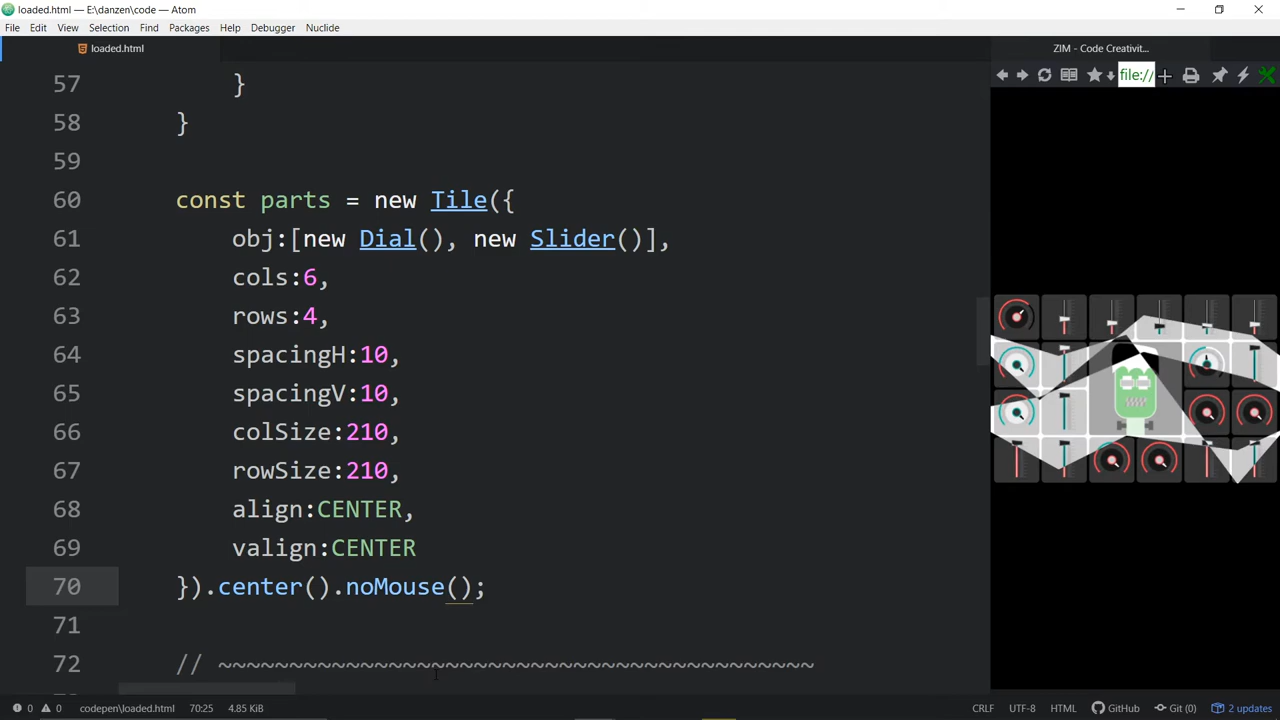 loaded.html — E:\danzen\code — Atom
File Edit View Selection Find Packages Help Debugger Nuclide
loaded.html
ZIM - Code Creativit...
file://
57 }
58 }
59
60 const parts = new Tile({
61 obj:[new Dial(), new Slider()],
62 cols:6,
63 rows:4,
64 spacingH:10,
65 spacingV:10,
66 colSize:210,
67 rowSize:210,
68 align:CENTER,
69 valign:CENTER
70 }).center().noMouse();
71
72 // ~~~~~~~~~~~~~~~~~~~~~~~~~~~~~~~~~~~~~~~~~~
0 0 codepen\loaded.html 70:25 4.85 KiB CRLF UTF-8 HTML GitHub Git (0) 2 updates